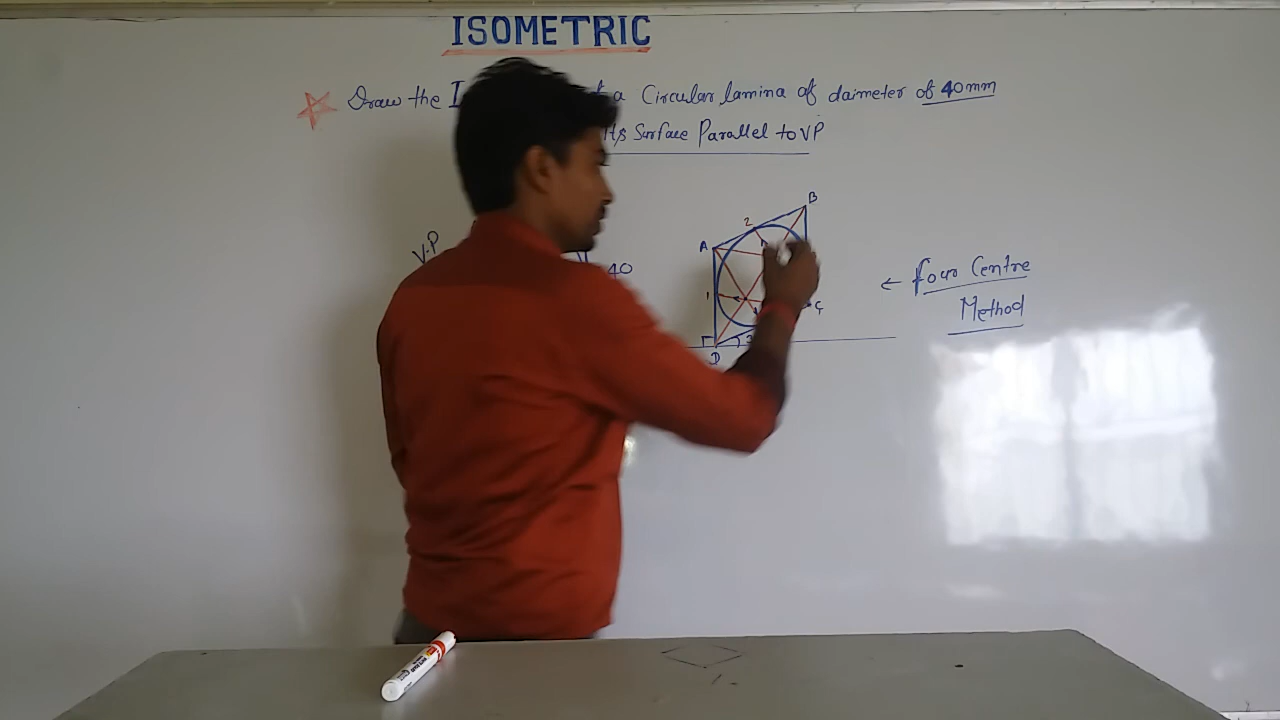 ISOMETRIC
Draw the I a Circular lamina of daimeter of 40mm
Surface Parallel to VP
V.P
40
A
B
2
1
C
D
← four Centre
Method